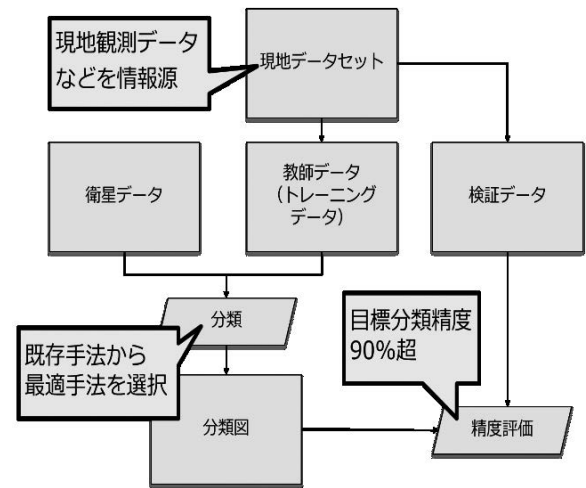 現地観測データ
などを情報源
現地データセット
衛星データ
教師データ
（トレーニング
データ）
検証データ
分類
既存手法から
最適手法を選択
目標分類精度
90%超
分類図
精度評価